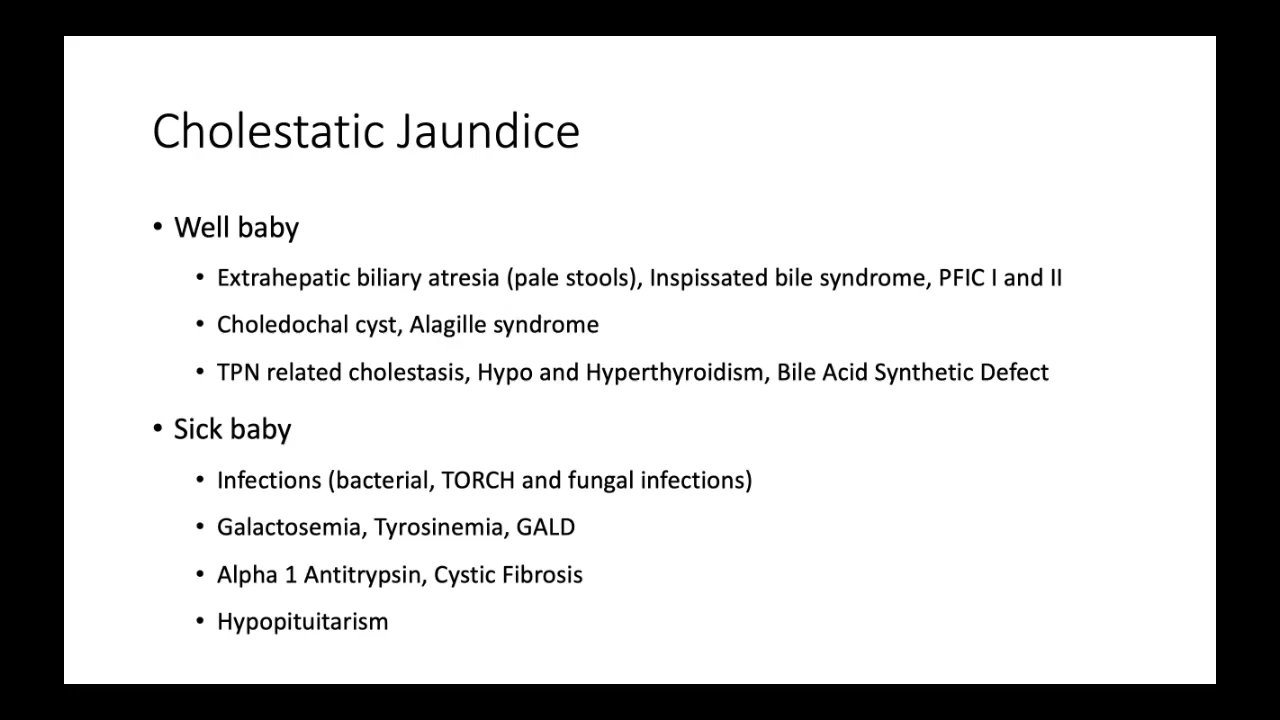 Cholestatic Jaundice
• Well baby
• Extrahepatic biliary atresia (pale stools), Inspissated bile syndrome, PFIC I and II
• Choledochal cyst, Alagille syndrome
• TPN related cholestasis, Hypo and Hyperthyroidism, Bile Acid Synthetic Defect
• Sick baby
• Infections (bacterial, TORCH and fungal infections)
• Galactosemia, Tyrosinemia, GALD
• Alpha 1 Antitrypsin, Cystic Fibrosis
• Hypopituitarism